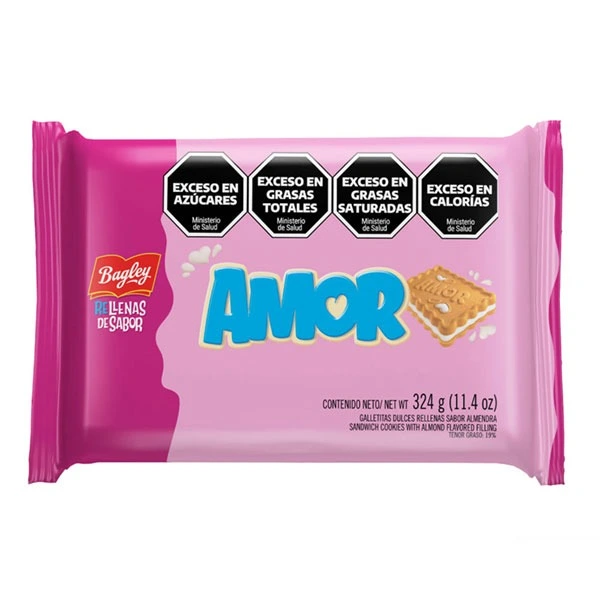 EXCESO EN
AZÚCARES
Ministerio
de Salud
EXCESO EN
GRASAS
TOTALES
Ministerio
de Salud
EXCESO EN
GRASAS
SATURADAS
Ministerio
de Salud
EXCESO EN
CALORÍAS
Ministerio
de Salud
Bagley
RELLENAS
DE SABOR
AMOR
AMOR
CONTENIDO NETO/ NET WT 324 g (11.4 oz)
GALLETITAS DULCES RELLENAS SABOR ALMENDRA
SANDWICH COOKIES WITH ALMOND FLAVORED FILLING
TENOR GRASO: 19%